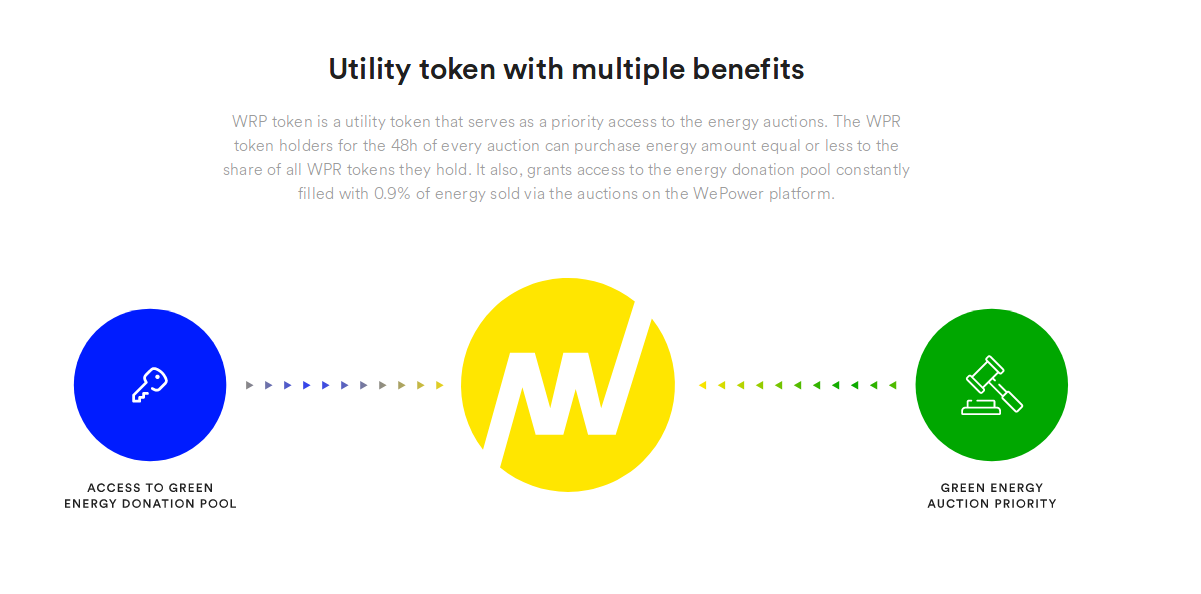 Utility token with multiple benefits
WRP token is a utility token that serves as a priority access to the energy auctions. The WPR
token holders for the 48h of every auction can purchase energy amount equal or less to the
share of all WPR tokens they hold. It also, grants access to the energy donation pool constantly
filled with 0.9% of energy sold via the auctions on the WePower platform.
ACCESS TO GREEN
ENERGY DONATION POOL
GREEN ENERGY
AUCTION PRIORITY